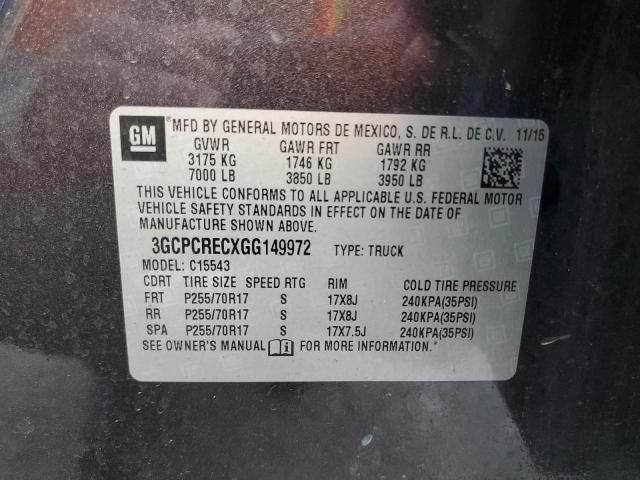 GM ® MFD BY GENERAL MOTORS DE MEXICO, S. DE R.L. DE C.V. 11/15
GVWR GAWR FRT GAWR RR
3175 KG 1746 KG 1792 KG
7000 LB 3850 LB 3950 LB
THIS VEHICLE CONFORMS TO ALL APPLICABLE U.S. FEDERAL MOTOR
VEHICLE SAFETY STANDARDS IN EFFECT ON THE DATE OF
MANUFACTURE SHOWN ABOVE.
3GCPCRECXGG149972 TYPE: TRUCK
MODEL: C15543
CDRT TIRE SIZE SPEED RTG RIM COLD TIRE PRESSURE
FRT P255/70R17 S 17X8J 240KPA(35PSI)
RR P255/70R17 S 17X8J 240KPA(35PSI)
SPA P255/70R17 S 17X7.5J 240KPA(35PSI)
SEE OWNER'S MANUAL FOR MORE INFORMATION.